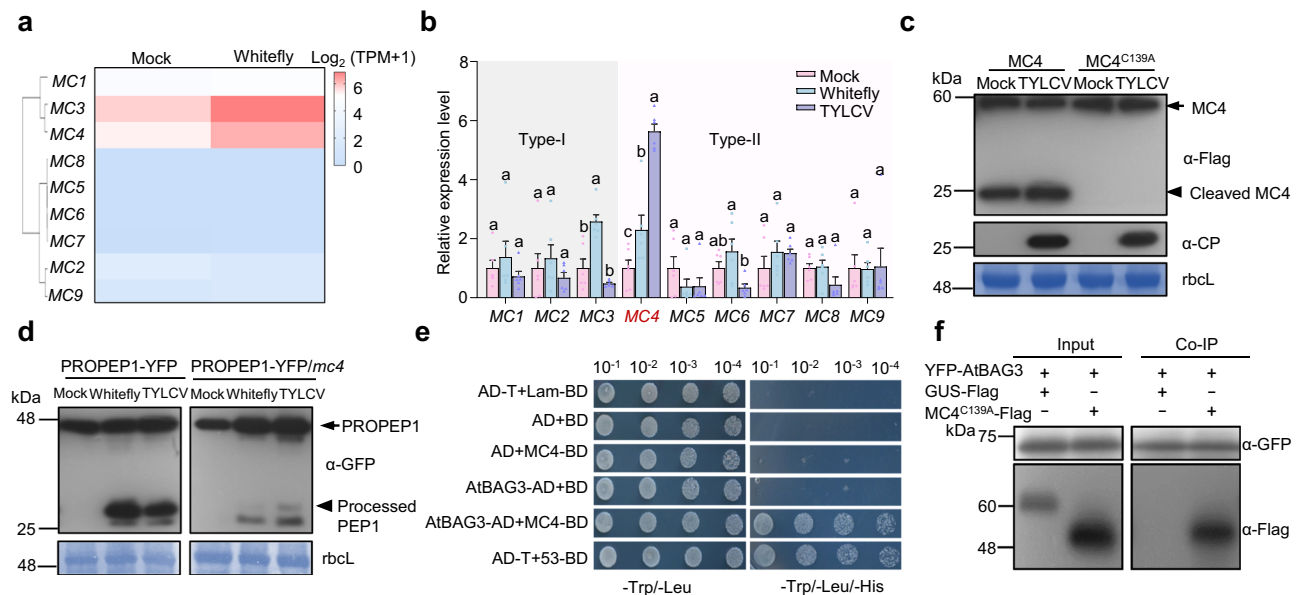 a
Mock Whitefly Log2 (TPM+1)
MC1
MC3
MC4
MC8
MC5
MC6
MC7
MC2
MC9
6
4
2
0
b
Relative expression level
8
6
4
2
0
Type-I
Type-II
Mock
Whitefly
TYLCV
a a a
a a a
b a b
c b a
a a a
ab a b
a a a
a a a
a a a
MC1 MC2 MC3 MC4 MC5 MC6 MC7 MC8 MC9
c
MC4 MC4C139A
kDa Mock TYLCV Mock TYLCV
60
MC4
α-Flag
25
Cleaved MC4
25
α-CP
48
rbcL
d
PROPEP1-YFP PROPEP1-YFP/mc4
Mock Whitefly TYLCV Mock Whitefly TYLCV
kDa
48
PROPEP1
α-GFP
Processed
PEP1
25
48
rbcL
e
10-1 10-2 10-3 10-4 10-1 10-2 10-3 10-4
AD-T+Lam-BD
AD+BD
AD+MC4-BD
AtBAG3-AD+BD
AtBAG3-AD+MC4-BD
AD-T+53-BD
-Trp/-Leu -Trp/-Leu/-His
f
Input Co-IP
YFP-AtBAG3 + + + +
GUS-Flag + − + −
MC4C139A-Flag − + − +
kDa
75
α-GFP
60
α-Flag
48